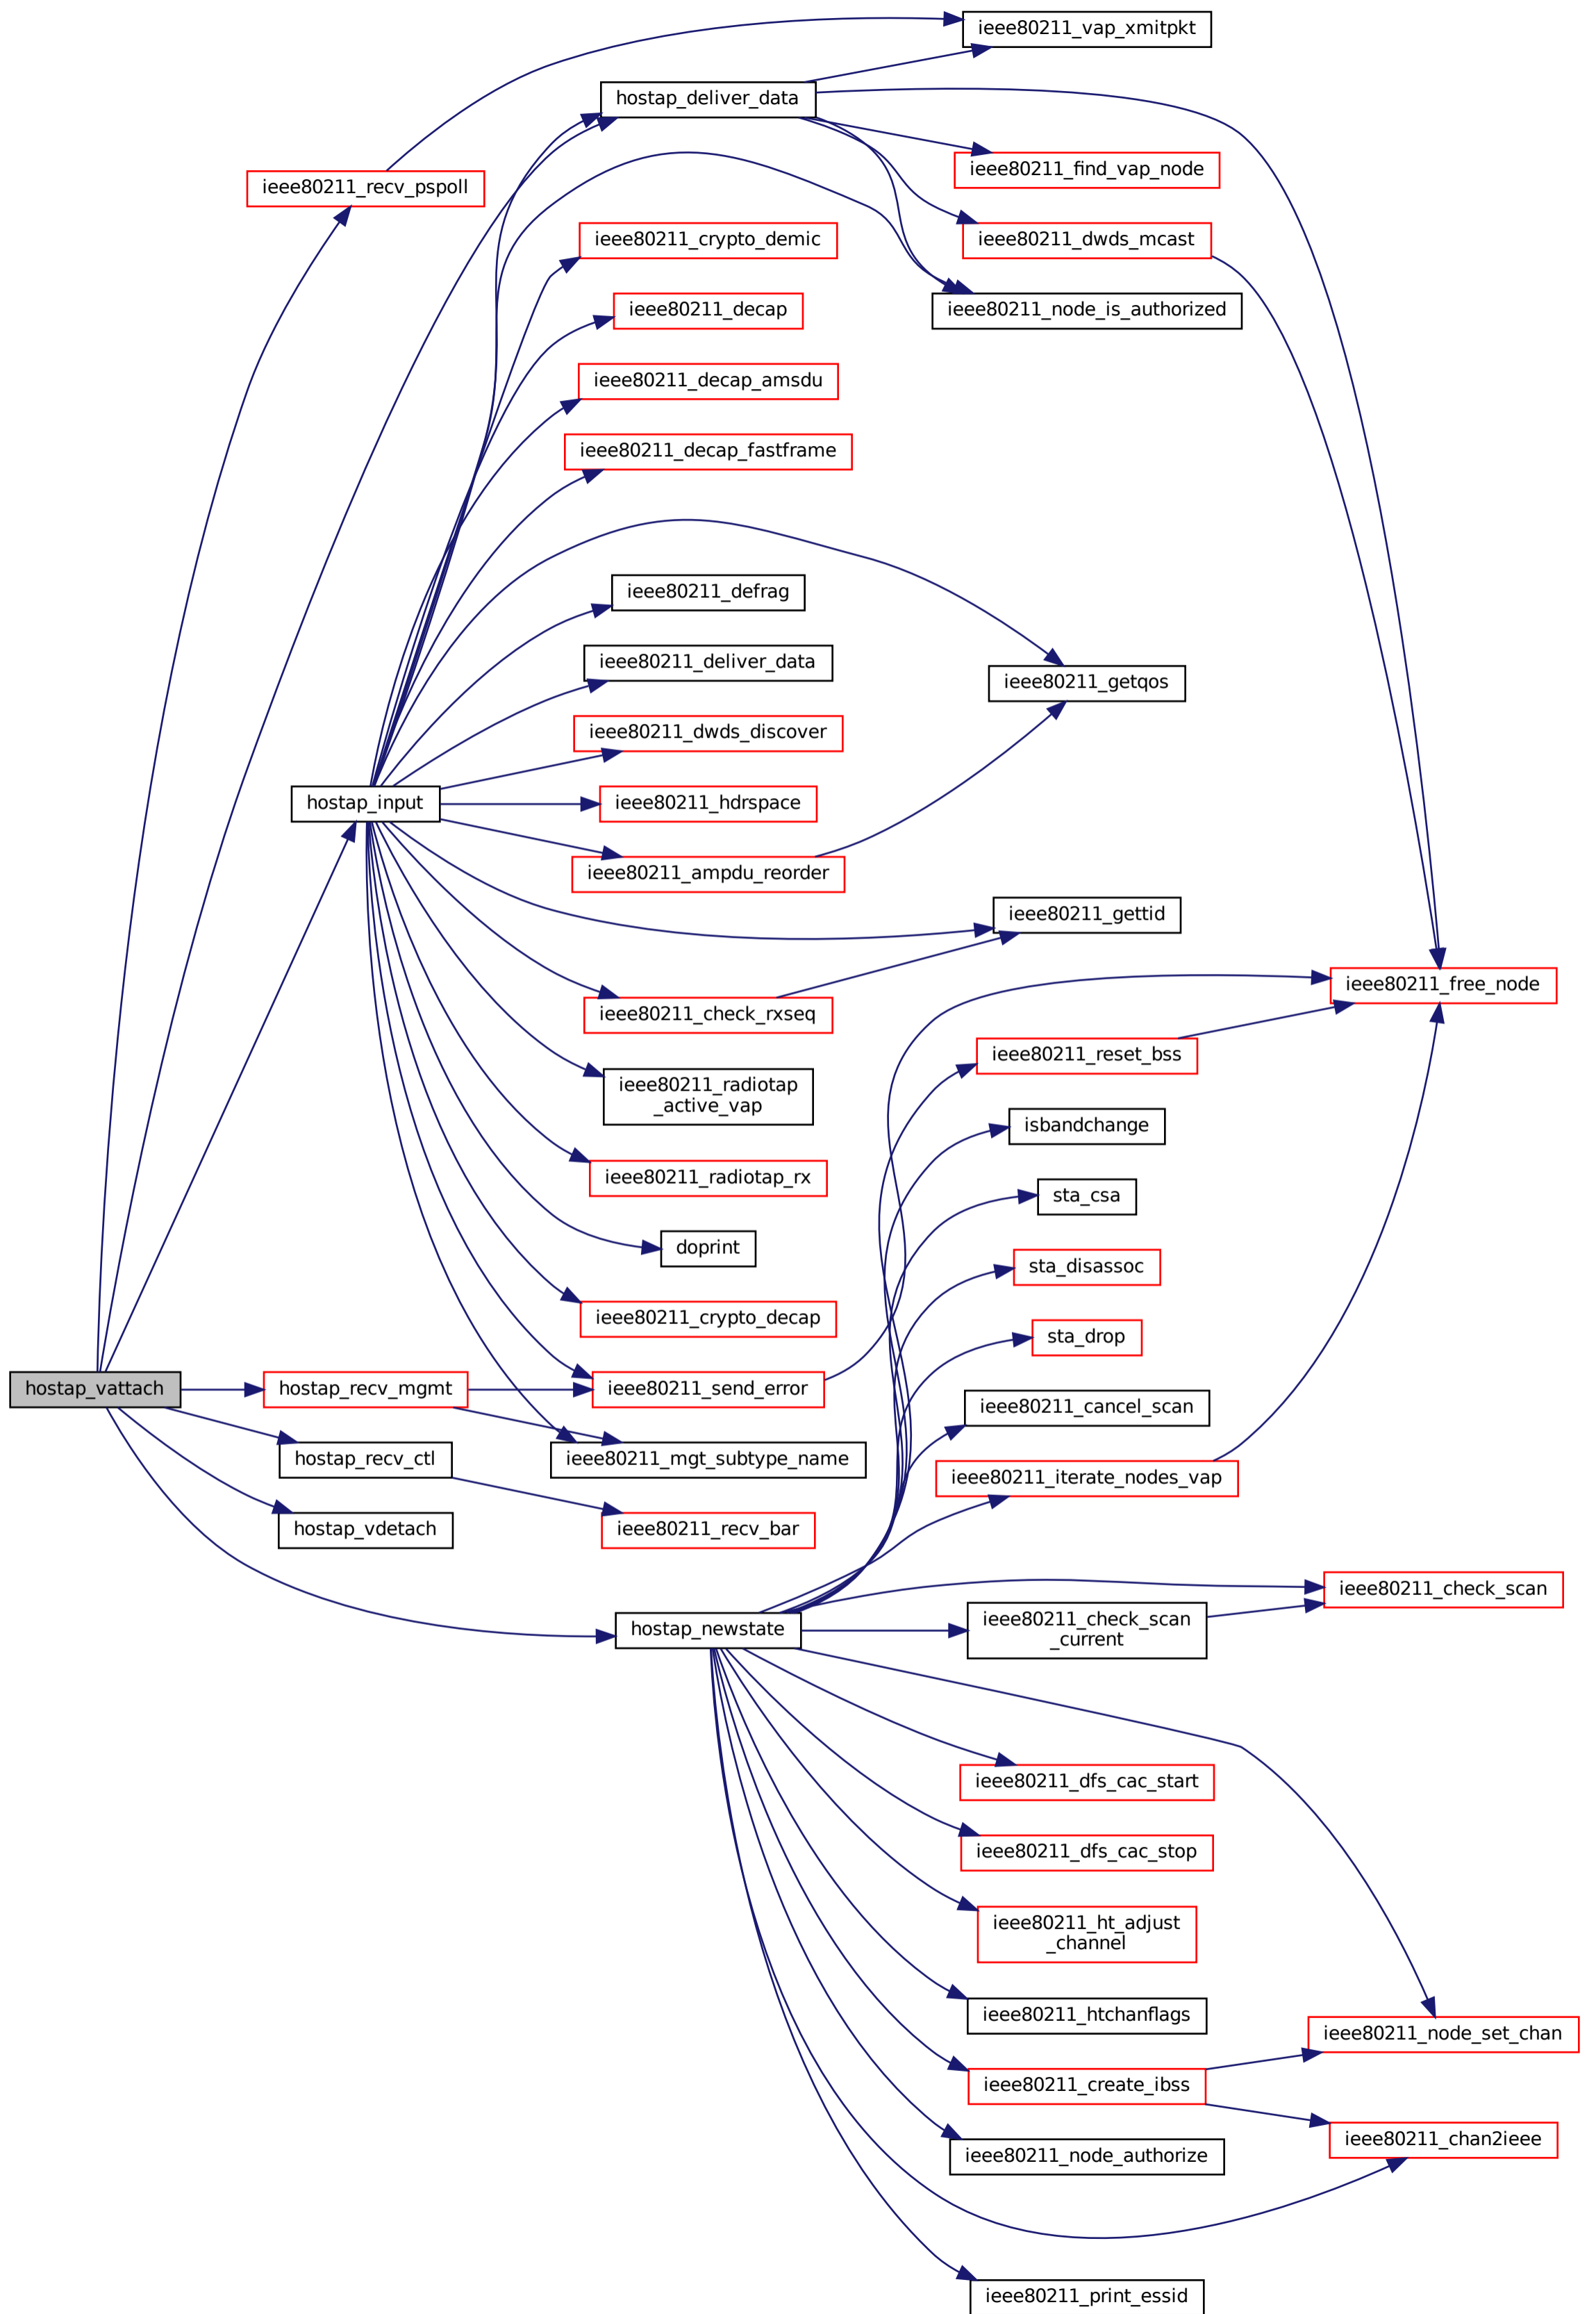 ieee80211_vap_xmitpkt
hostap_deliver_data
ieee80211_find_vap_node
ieee80211_recv_pspoll
ieee80211_crypto_demic
ieee80211_dwds_mcast
ieee80211_decap
ieee80211_node_is_authorized
ieee80211_decap_amsdu
ieee80211_decap_fastframe
ieee80211_defrag
ieee80211_deliver_data
ieee80211_getqos
ieee80211_dwds_discover
hostap_input
ieee80211_hdrspace
ieee80211_ampdu_reorder
ieee80211_gettid
ieee80211_free_node
ieee80211_check_rxseq
ieee80211_reset_bss
ieee80211_radiotap
_active_vap
isbandchange
ieee80211_radiotap_rx
sta_csa
doprint
sta_disassoc
ieee80211_crypto_decap
sta_drop
hostap_vattach
hostap_recv_mgmt
ieee80211_send_error
ieee80211_cancel_scan
hostap_recv_ctl
ieee80211_mgt_subtype_name
ieee80211_iterate_nodes_vap
hostap_vdetach
ieee80211_recv_bar
ieee80211_check_scan
hostap_newstate
ieee80211_check_scan
_current
ieee80211_dfs_cac_start
ieee80211_dfs_cac_stop
ieee80211_ht_adjust
_channel
ieee80211_htchanflags
ieee80211_node_set_chan
ieee80211_create_ibss
ieee80211_chan2ieee
ieee80211_node_authorize
ieee80211_print_essid